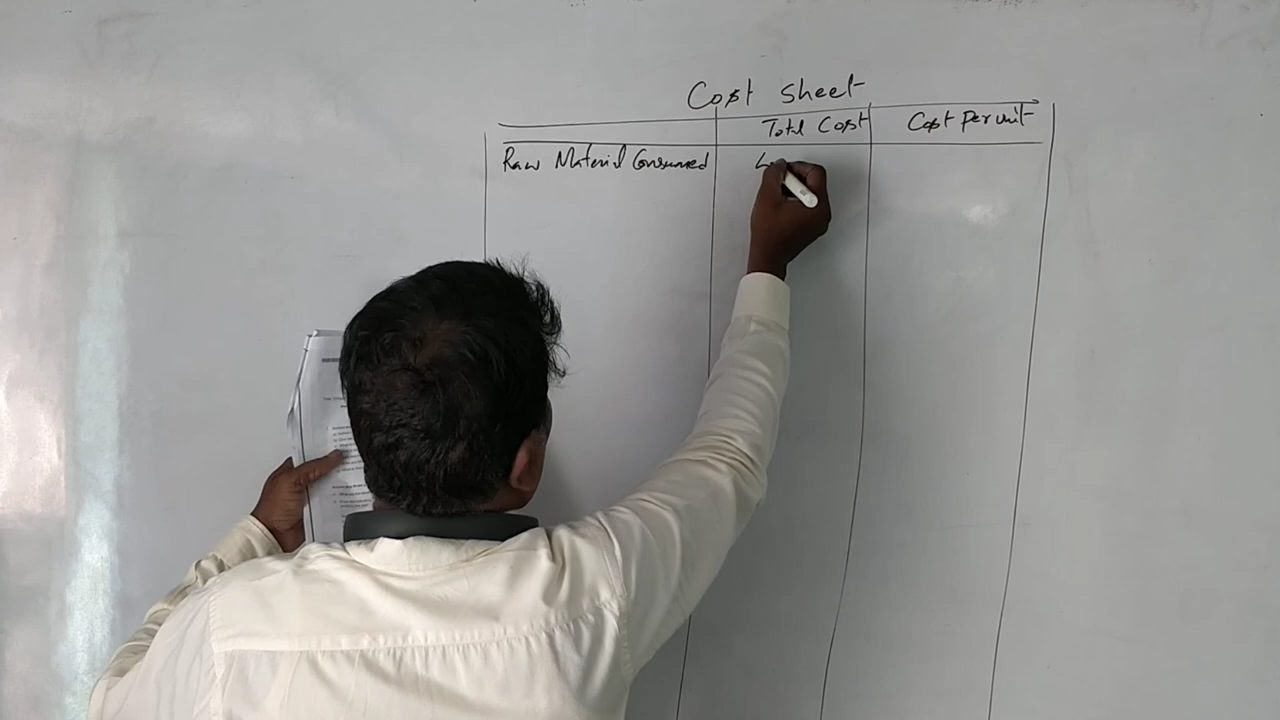 Cost sheet
Total Cost Cost per unit
Raw Material Consumed